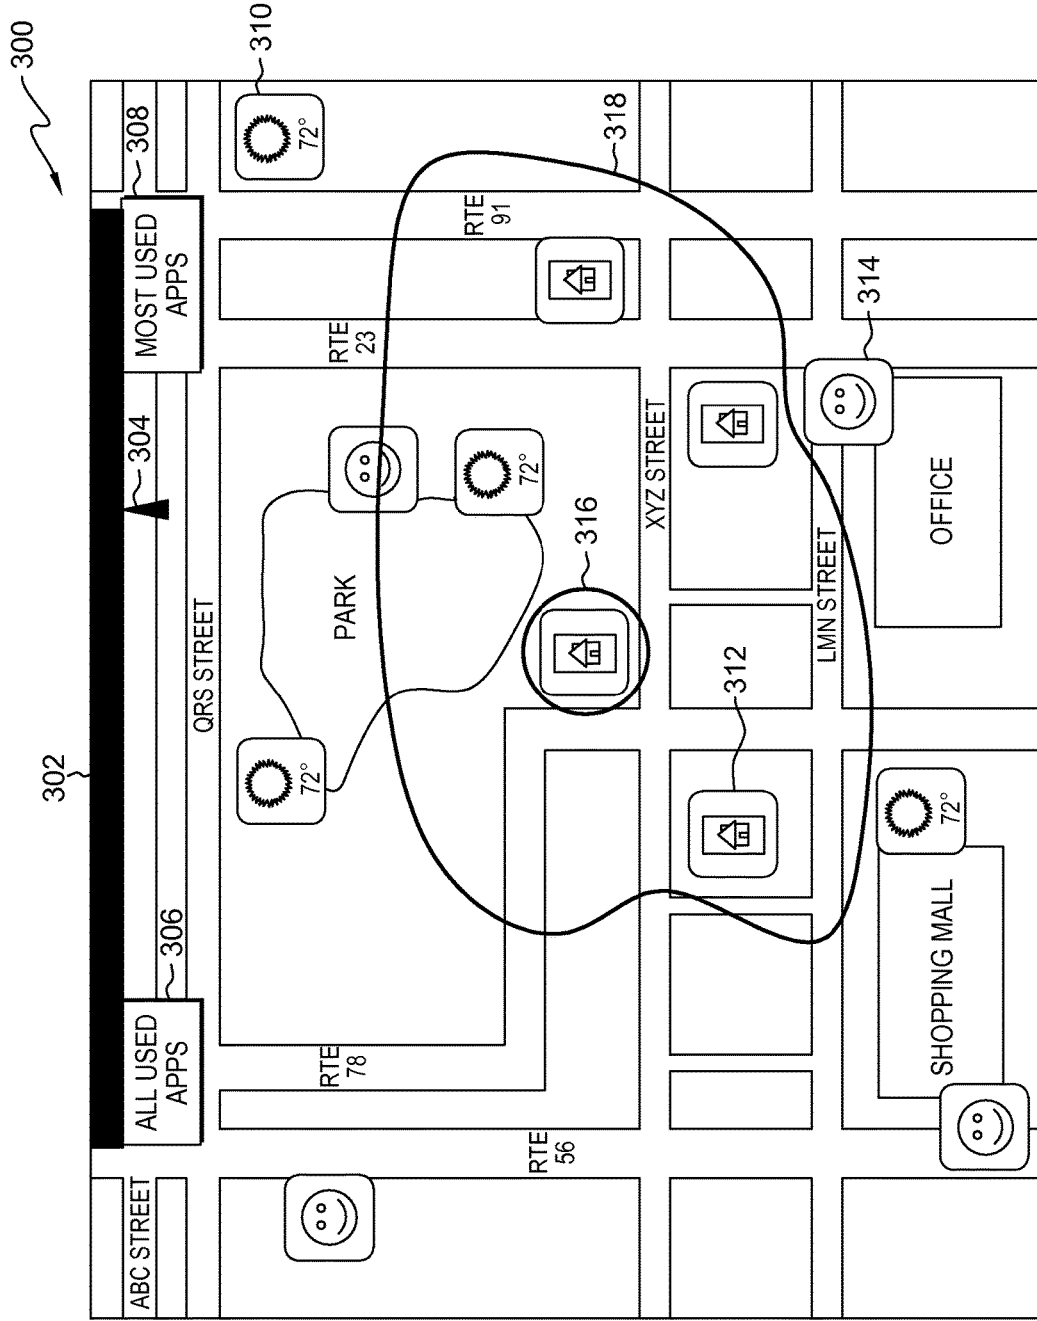 300
302
ABC STREET
ALL USED
APPS
306
304
MOST USED
APPS
308
QRS STREET
310
72°
72°
RTE
78
PARK
RTE
23
RTE
91
72°
RTE
56
316
318
XYZ STREET
312
LMN STREET
314
SHOPPING MALL
72°
OFFICE